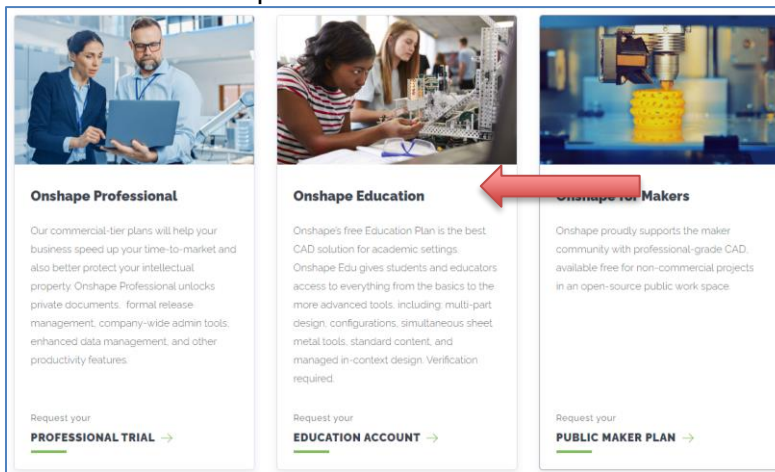 Onshape Professional
Our commercial-tier plans will help your
business speed up your time-to-market and
also better protect your intellectual
property. Onshape Professional unlocks
private documents, formal release
management, company-wide admin tools,
enhanced data management, and other
productivity features.
Request your
PROFESSIONAL TRIAL →
Onshape Education
Onshape's free Education Plan is the best
CAD solution for academic settings.
Onshape Edu gives students and educators
access to everything from the basics to the
more advanced tools, including: multi-part
design, configurations, simultaneous sheet
metal tools, standard content, and
managed in-context design. Verification
required.
Request your
EDUCATION ACCOUNT →
Onshape for Makers
Onshape proudly supports the maker
community with professional-grade CAD,
available free for non-commercial projects
in an open-source public work space.
Request your
PUBLIC MAKER PLAN →